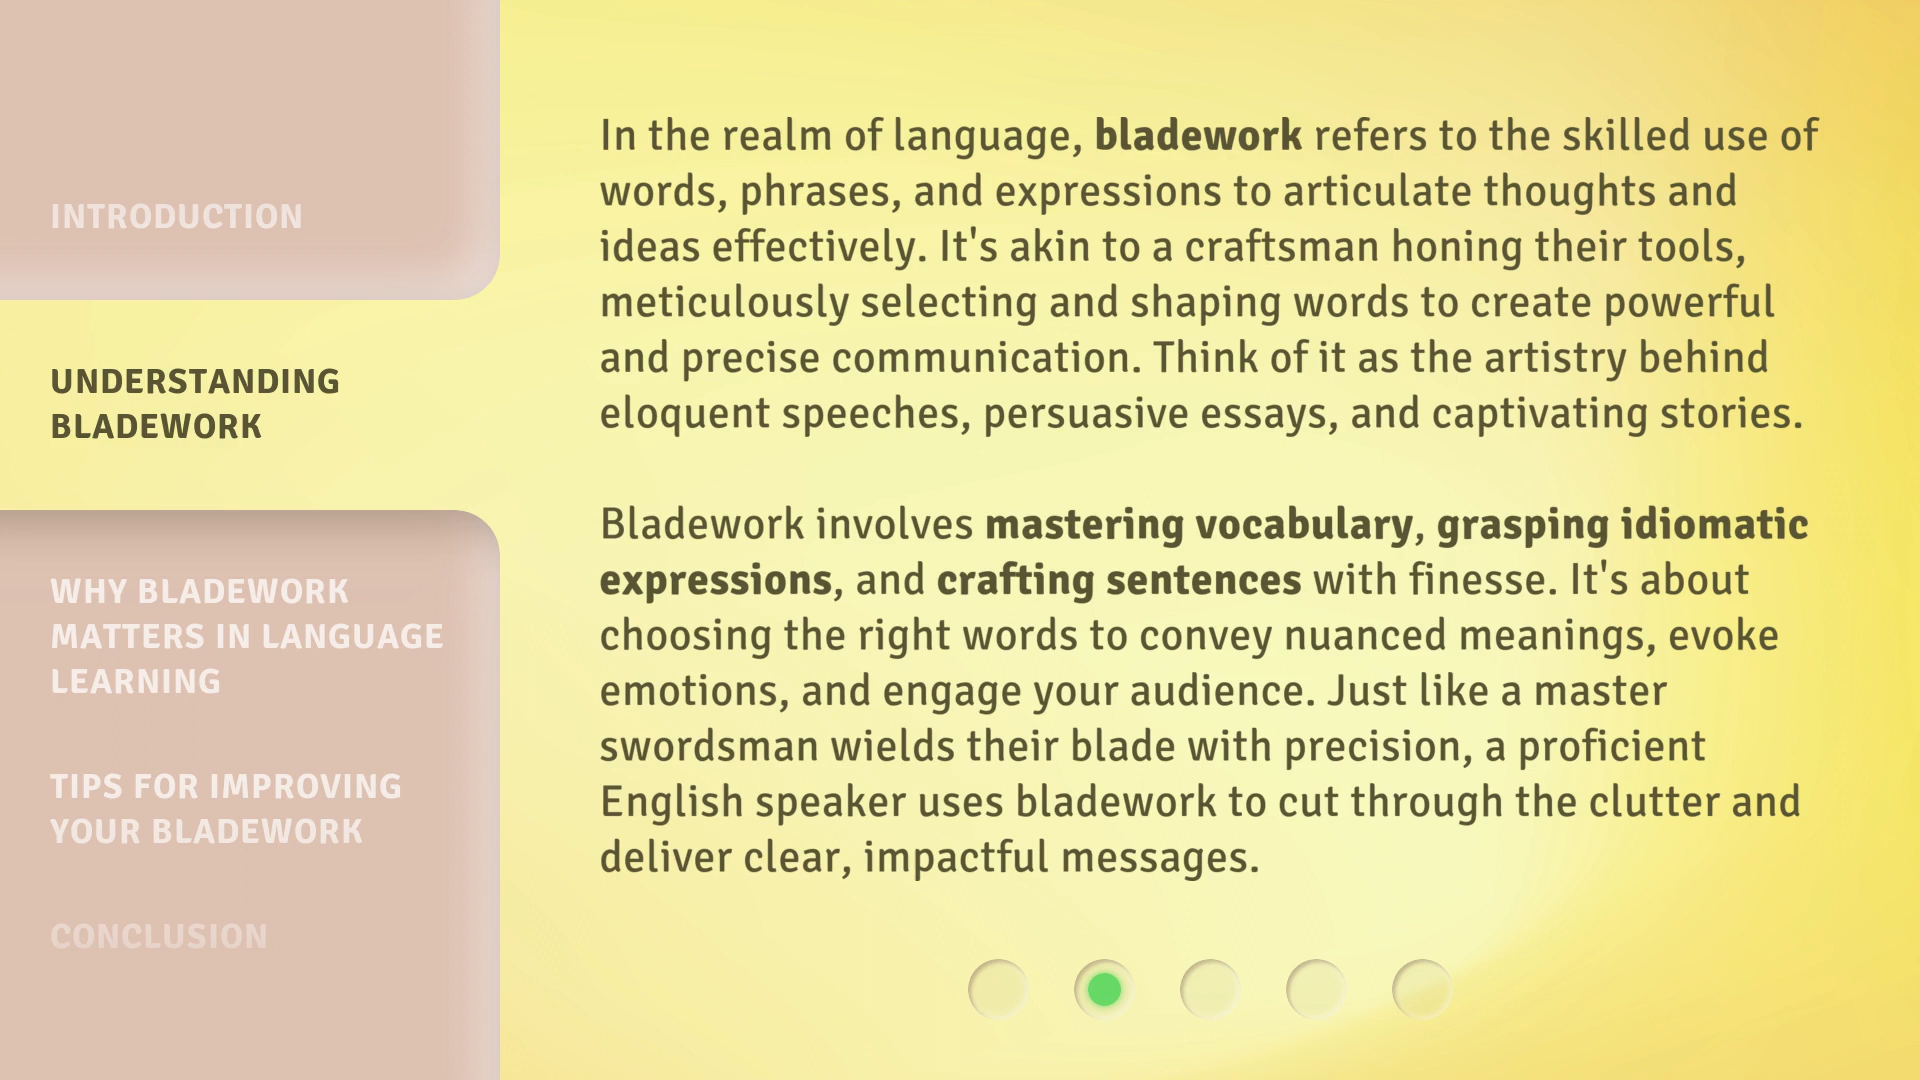 INTRODUCTION
UNDERSTANDING
BLADEWORK
WHY BLADEWORK
MATTERS IN LANGUAGE
LEARNING
TIPS FOR IMPROVING
YOUR BLADEWORK
CONCLUSION
In the realm of language, bladework refers to the skilled use of
words, phrases, and expressions to articulate thoughts and
ideas effectively. It's akin to a craftsman honing their tools,
meticulously selecting and shaping words to create powerful
and precise communication. Think of it as the artistry behind
eloquent speeches, persuasive essays, and captivating stories.
Bladework involves mastering vocabulary, grasping idiomatic
expressions, and crafting sentences with finesse. It's about
choosing the right words to convey nuanced meanings, evoke
emotions, and engage your audience. Just like a master
swordsman wields their blade with precision, a proficient
English speaker uses bladework to cut through the clutter and
deliver clear, impactful messages.